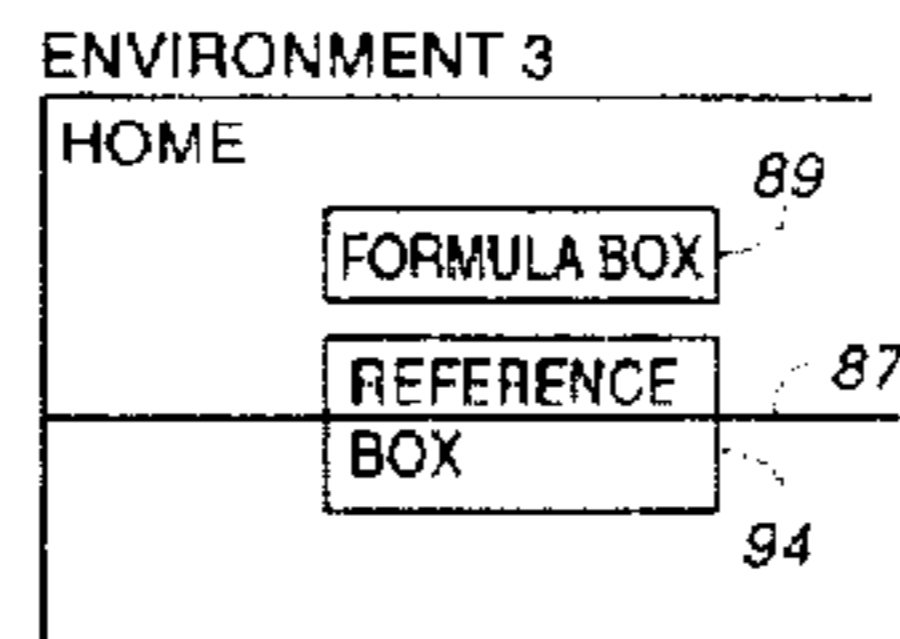 ENVIRONMENT 3
HOME
89
FORMULA BOX
REFERENCE
87
BOX
94